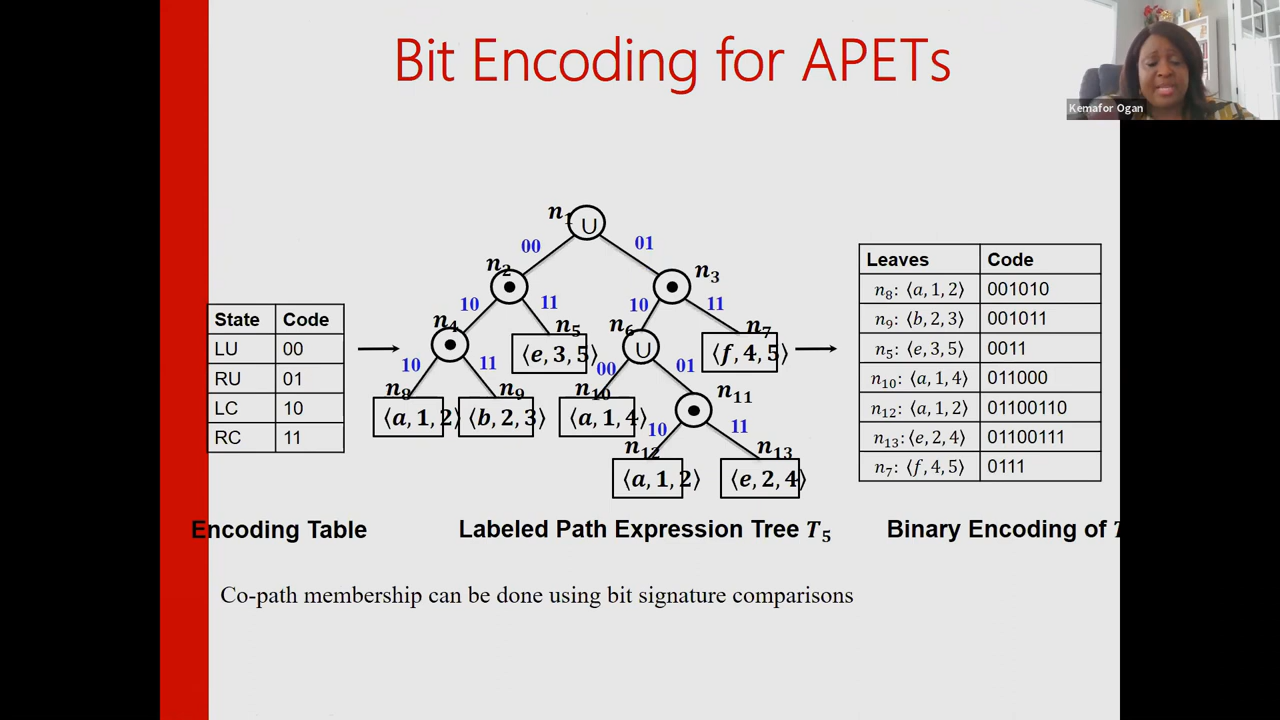 Bit Encoding for APETs
Kemafor Ogan
n1
∪
00
01
n2
n3
10
11
10
11
n4
n5
n6
n7
⟨e, 3, 5⟩
∪
⟨f, 4, 5⟩
10
11
00
01
n8
n9
n10
n11
⟨a, 1, 2⟩
⟨b, 2, 3⟩
⟨a, 1, 4⟩
10
11
n12
n13
⟨a, 1, 2⟩
⟨e, 2, 4⟩
State Code
LU 00
RU 01
LC 10
RC 11
Leaves Code
n8: ⟨a, 1, 2⟩ 001010
n9: ⟨b, 2, 3⟩ 001011
n5: ⟨e, 3, 5⟩ 0011
n10: ⟨a, 1, 4⟩ 011000
n12: ⟨a, 1, 2⟩ 01100110
n13: ⟨e, 2, 4⟩ 01100111
n7: ⟨f, 4, 5⟩ 0111
Encoding Table
Labeled Path Expression Tree T5
Binary Encoding of T
Co-path membership can be done using bit signature comparisons